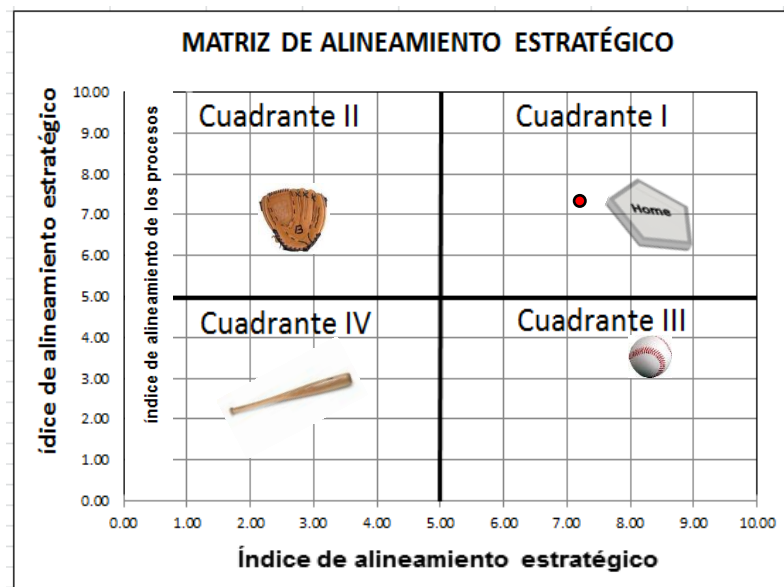 MATRIZ DE ALINEAMIENTO ESTRATÉGICO
ídice de alineamiento estratégico
índice de alineamiento de los procesos
10.00
9.00
8.00
7.00
6.00
5.00
4.00
3.00
2.00
1.00
0.00
Cuadrante II
Cuadrante I
Home
B
Cuadrante IV
Cuadrante III
0.00 1.00 2.00 3.00 4.00 5.00 6.00 7.00 8.00 9.00 10.00
Índice de alineamiento estratégico